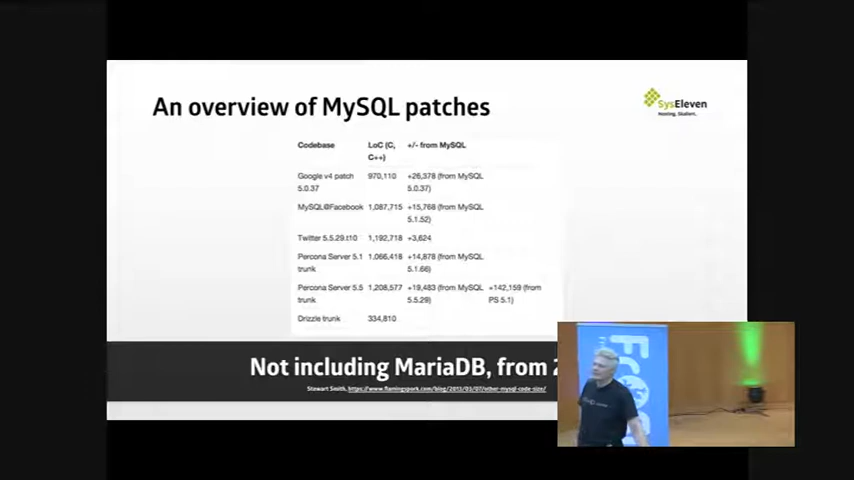 An overview of MySQL patches
SysEleven
Hosting. Stallion.
Codebase LoC (C, C++) +/- from MySQL
Google v4 patch 5.0.37 970,110 +26,378 (from MySQL 5.0.37)
MySQL@Facebook 1,087,715 +15,768 (from MySQL 5.1.52)
Twitter 5.5.29.t10 1,192,718 +3,624
Percona Server 5.1 trunk 1,066,418 +14,878 (from MySQL 5.1.66)
Percona Server 5.5 trunk 1,208,577 +19,483 (from MySQL 5.5.29) +142,159 (from PS 5.1)
Drizzle trunk 334,810
Not including MariaDB, from 2
Stewart Smith, https://www.flamingspork.com/blog/2013/03/07/other-mysql-code-size/